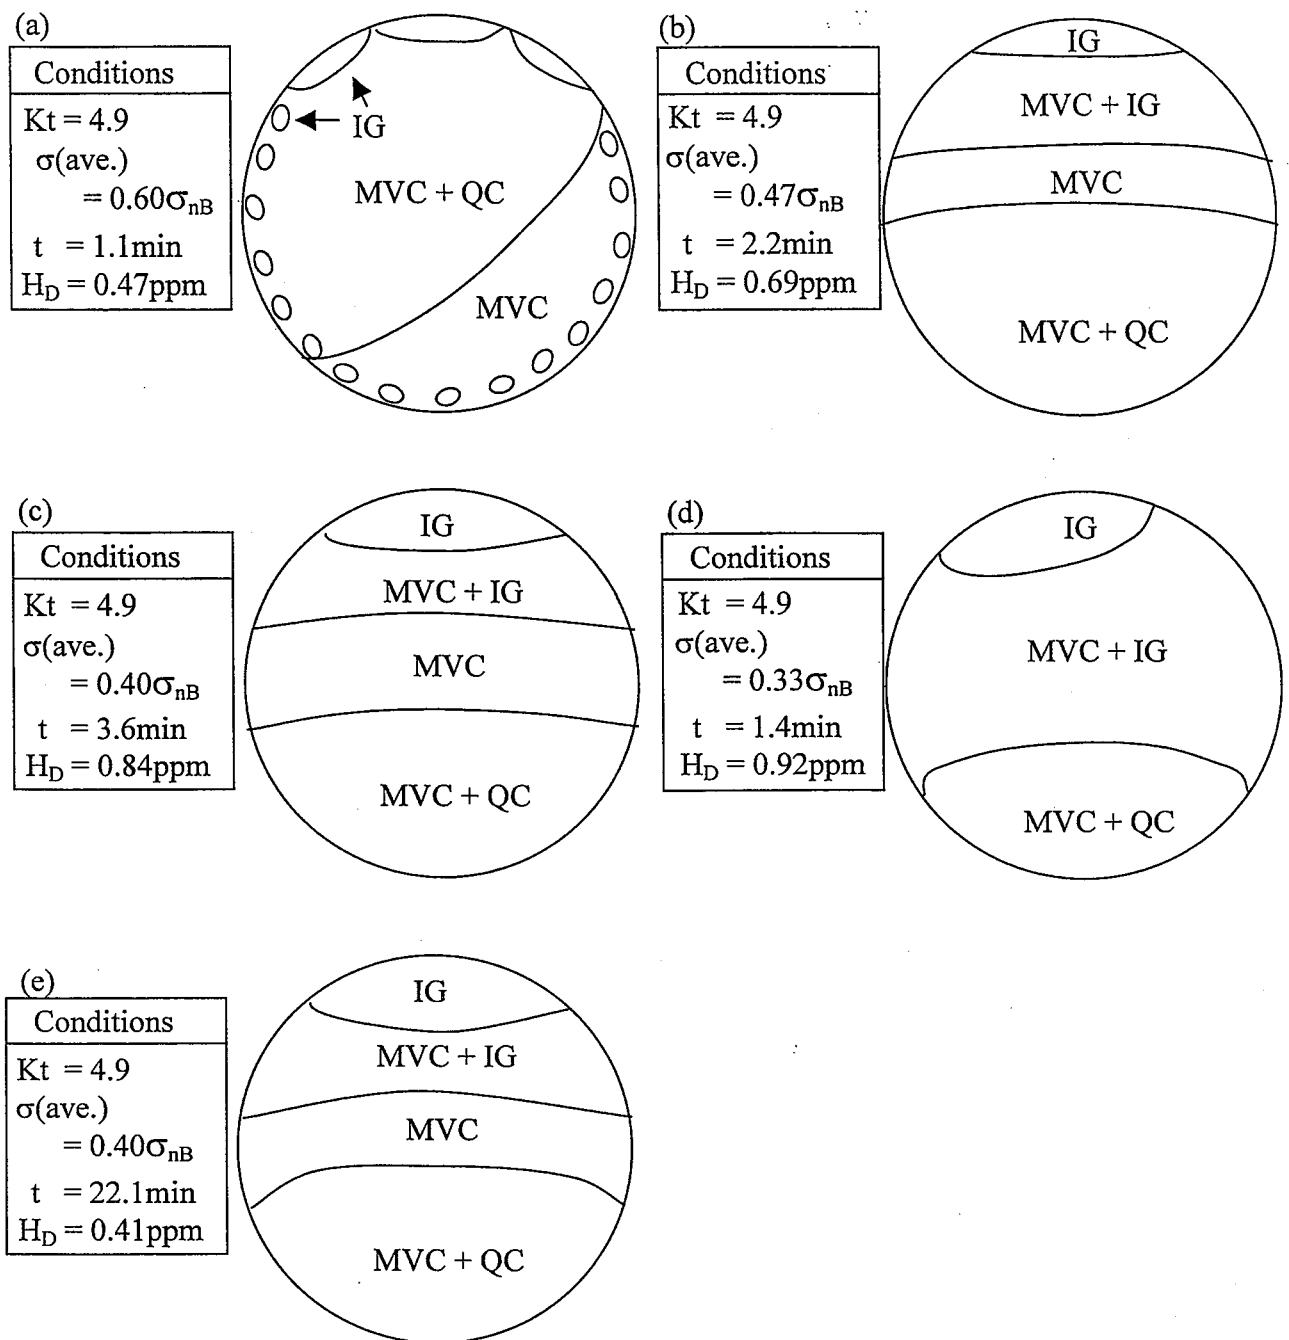 (a)
Conditions
Kt = 4.9
σ(ave.)
= 0.60σnB
t = 1.1min
HD = 0.47ppm
IG
MVC + QC
MVC
(b)
Conditions
Kt = 4.9
σ(ave.)
= 0.47σnB
t = 2.2min
HD = 0.69ppm
IG
MVC + IG
MVC
MVC + QC
(c)
Conditions
Kt = 4.9
σ(ave.)
= 0.40σnB
t = 3.6min
HD = 0.84ppm
IG
MVC + IG
MVC
MVC + QC
(d)
Conditions
Kt = 4.9
σ(ave.)
= 0.33σnB
t = 1.4min
HD = 0.92ppm
IG
MVC + IG
MVC + QC
(e)
Conditions
Kt = 4.9
σ(ave.)
= 0.40σnB
t = 22.1min
HD = 0.41ppm
IG
MVC + IG
MVC
MVC + QC